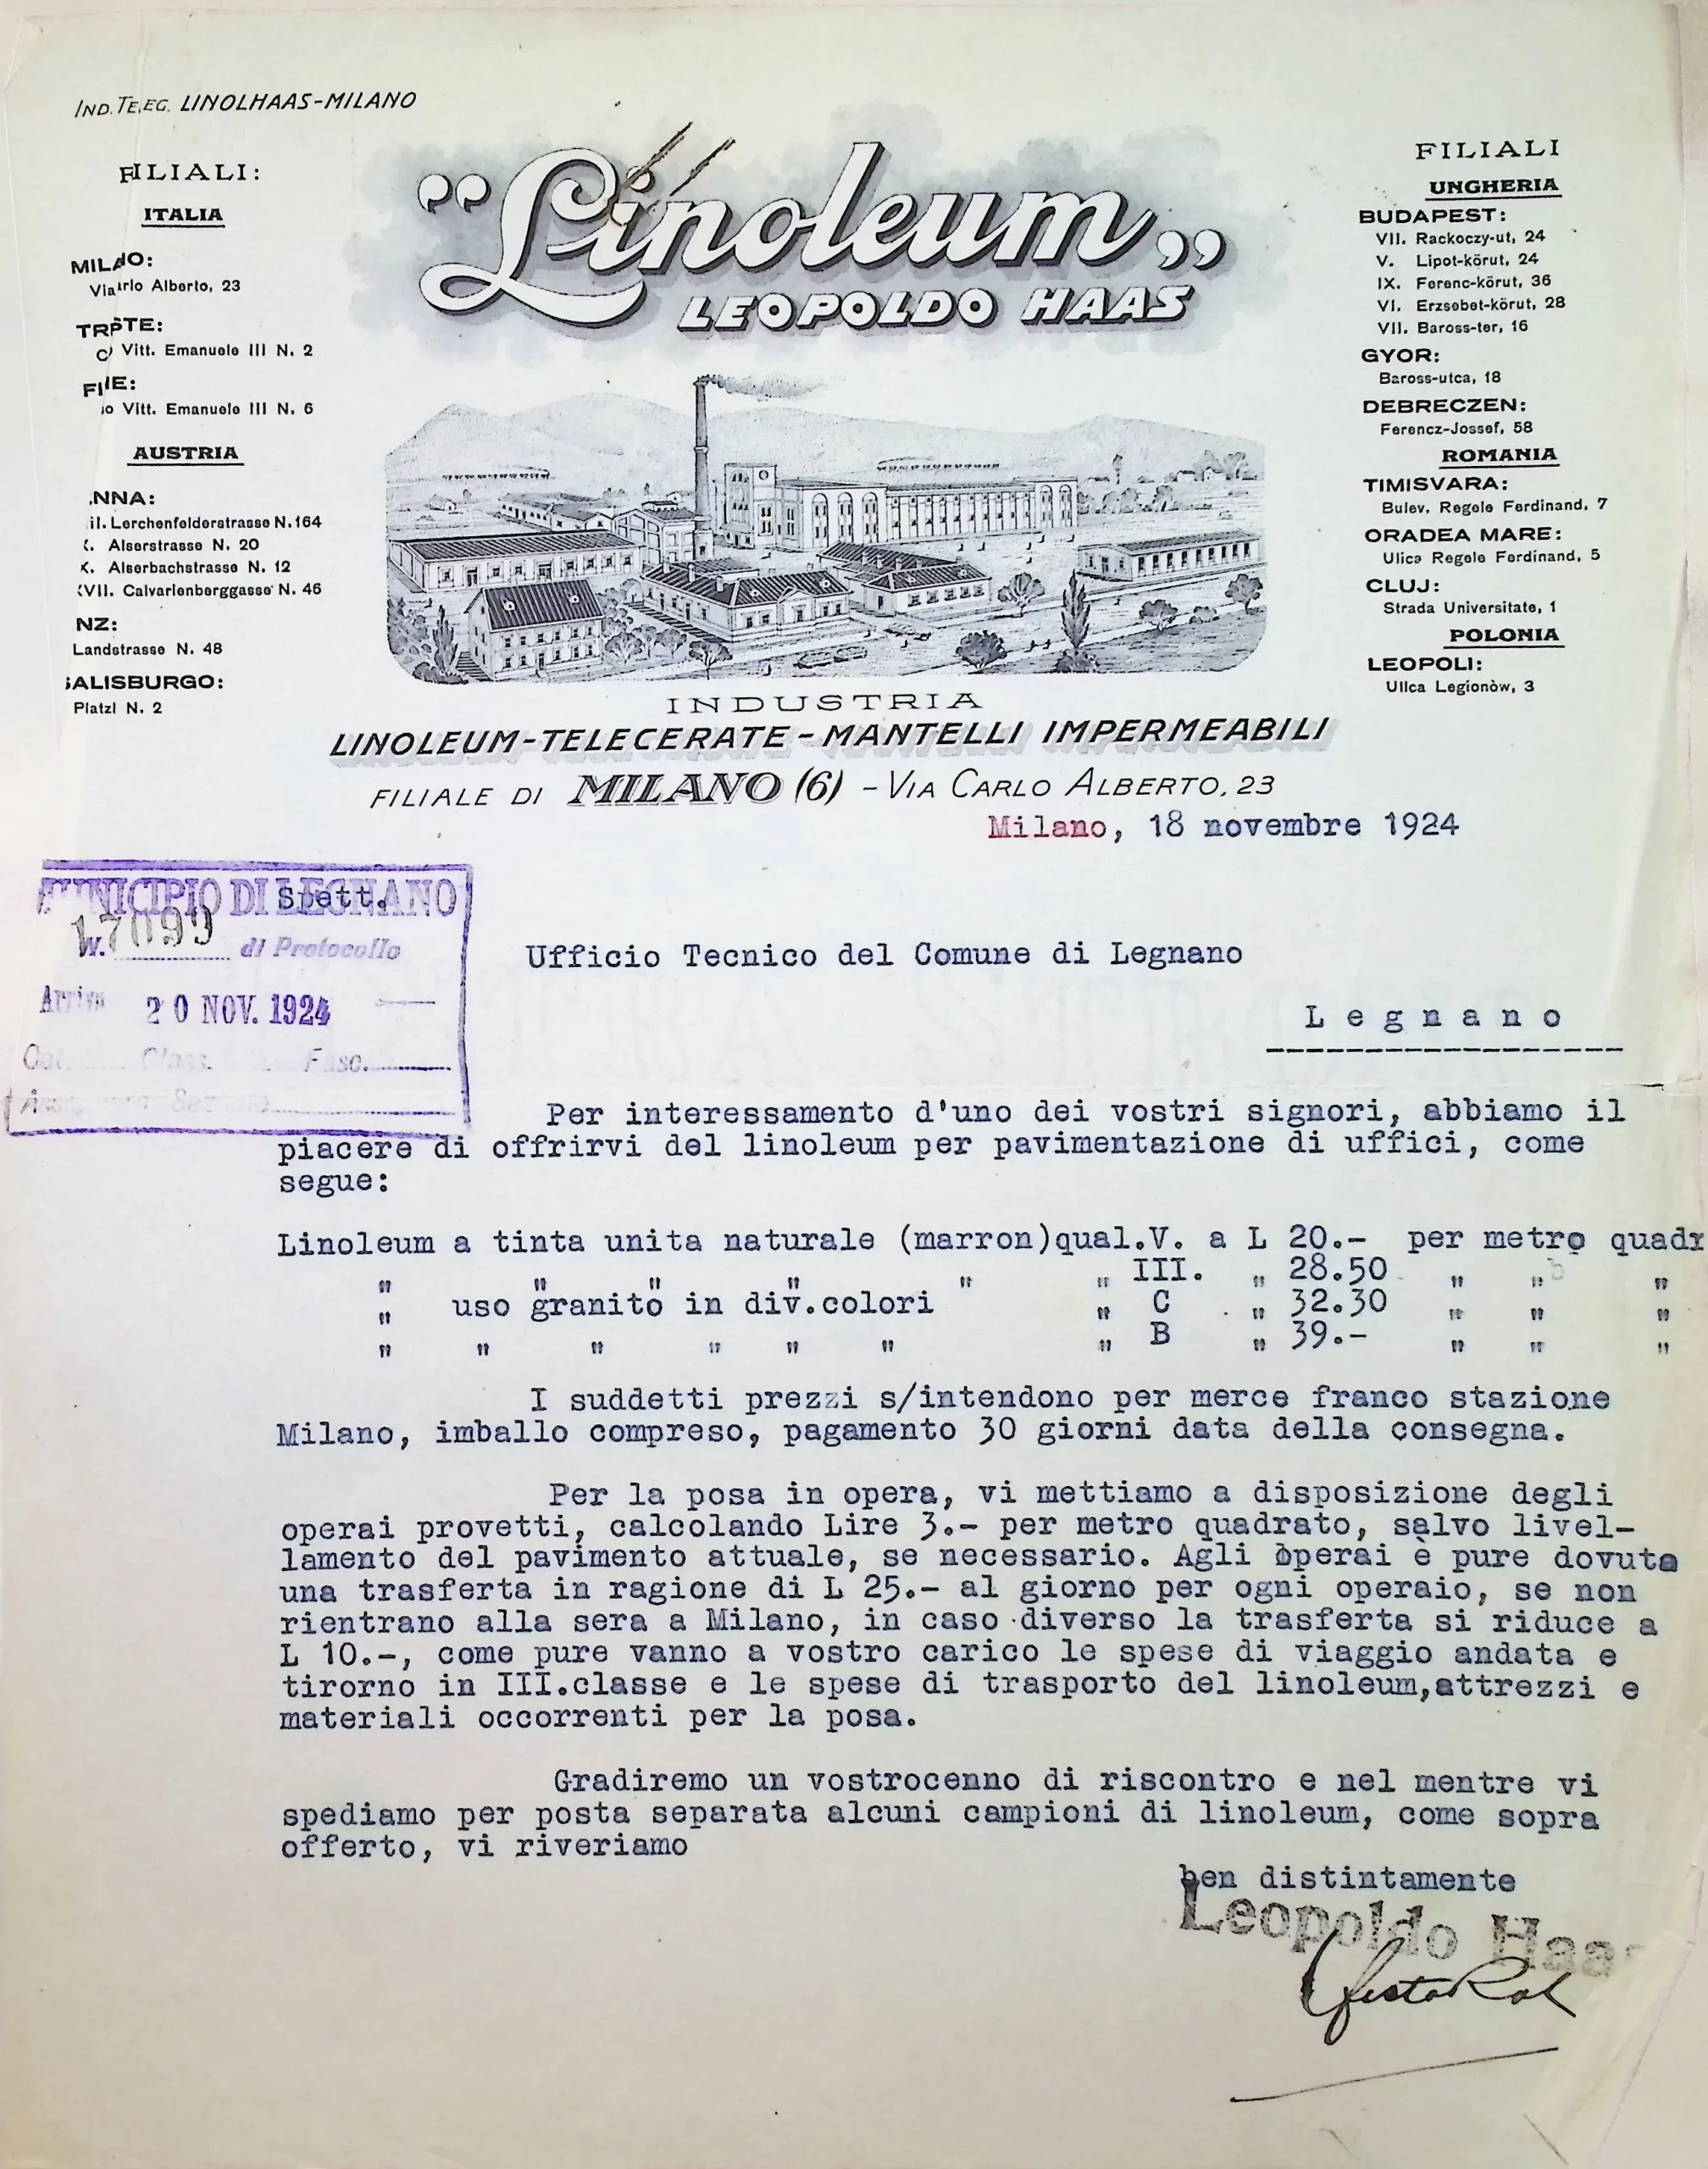 IND. TELEG. LINOLHAAS-MILANO
FILIALI:
ITALIA
MILANO:
Via Carlo Alberto, 23
TRIESTE:
Vitt. Emanuele III N. 2
FIUME:
Vitt. Emanuele III N. 6
AUSTRIA
NNA:
Lerchenfelderstrasse N. 164
Alserstrasse N. 20
X. Alserbachstrasse N. 12
XVII. Calvarienberggasse N. 46
NZ:
Landstrasse N. 48
SALISBURGO:
Platzl N. 2
"Linoleum"
LEOPOLDO HAAS
FILIALI
UNGHERIA
BUDAPEST:
VII. Rackoczy-ut, 24
V. Lipot-körut, 24
IX. Ferenc-körut, 36
VI. Erzsebet-körut, 28
VII. Baross-ter, 16
GYOR:
Baross-utca, 18
DEBRECZEN:
Ferencz-Jossef, 58
ROMANIA
TIMISVARA:
Bulev. Regele Ferdinand, 7
ORADEA MARE:
Ulica Regele Ferdinand, 5
CLUJ:
Strada Universitate, 1
POLONIA
LEOPOLI:
Ulica Legionòw, 3
INDUSTRIA
LINOLEUM-TELECERATE-MANTELLI IMPERMEABILI
FILIALE DI MILANO (6) - VIA CARLO ALBERTO, 23
Milano, 18 novembre 1924
MUNICIPIO DI LEGNANO
Spett.
N. 17099 di Protocollo
Arrivo 20 NOV. 1924
Cat. Class. Fasc.
Ufficio Tecnico del Comune di Legnano
Legnano
Per interessamento d'uno dei vostri signori, abbiamo il
piacere di offrirvi del linoleum per pavimentazione di uffici, come
segue:
Linoleum a tinta unita naturale (marron)qual.V. a L 20.- per metro quadr
" " " " " " III. " 28.50 " " "
" uso granito in div.colori " C " 32.30 " " "
" " " " " " " B " 39.- " " "
I suddetti prezzi s/intendono per merce franco stazione
Milano, imballo compreso, pagamento 30 giorni data della consegna.
Per la posa in opera, vi mettiamo a disposizione degli
operai provetti, calcolando Lire 3.- per metro quadrato, salvo livel-
lamento del pavimento attuale, se necessario. Agli operai è pure dovuta
una trasferta in ragione di L 25.- al giorno per ogni operaio, se non
rientrano alla sera a Milano, in caso diverso la trasferta si riduce a
L 10.-, come pure vanno a vostro carico le spese di viaggio andata e
tirorno in III.classe e le spese di trasporto del linoleum,attrezzi e
materiali occorrenti per la posa.
Gradiremo un vostrocenno di riscontro e nel mentre vi
spediamo per posta separata alcuni campioni di linoleum, come sopra
offerto, vi riveriamo
ben distintamente
Leopoldo Haas